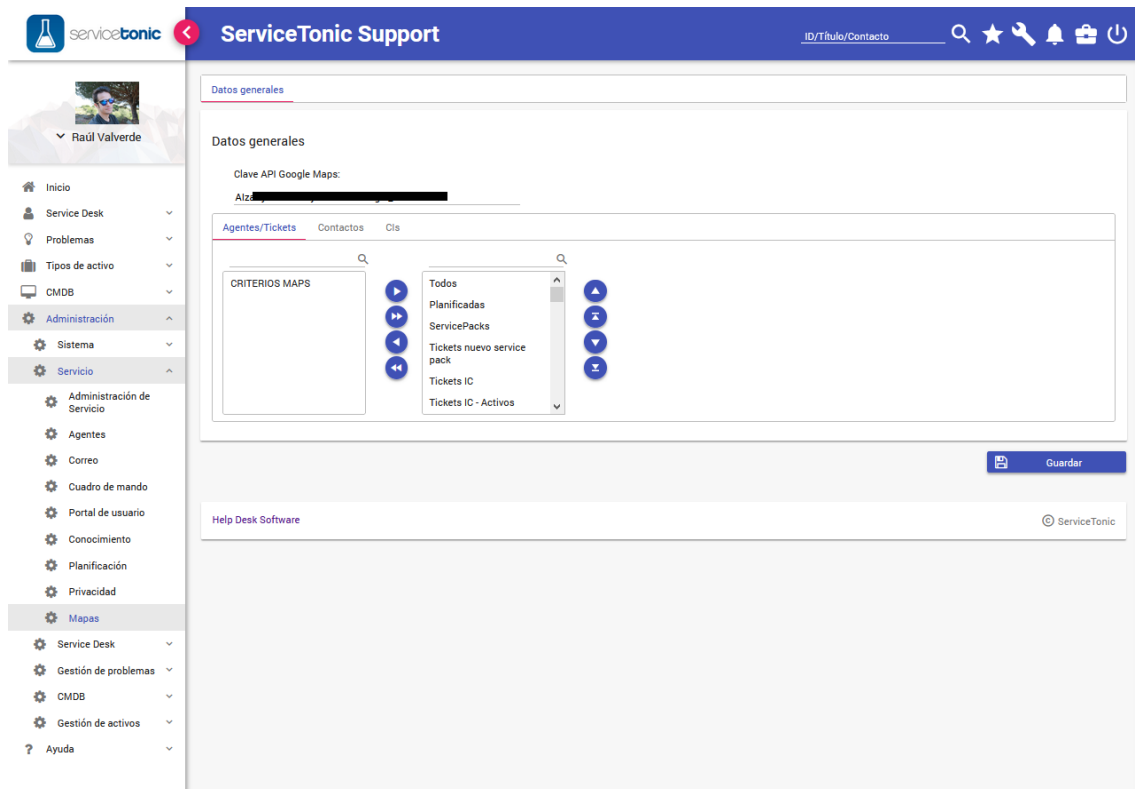 servicetonic
ServiceTonic Support
ID/Título/Contacto
Raúl Valverde
Inicio
Service Desk
Problemas
Tipos de activo
CMDB
Administración
Sistema
Servicio
Administración de
Servicio
Agentes
Correo
Cuadro de mando
Portal de usuario
Conocimiento
Planificación
Privacidad
Mapas
Service Desk
Gestión de problemas
CMDB
Gestión de activos
? Ayuda
Datos generales
Datos generales
Clave API Google Maps:
Agentes/Tickets Contactos CIs
CRITERIOS MAPS
Todos
Planificadas
ServicePacks
Tickets nuevo service
pack
Tickets IC
Tickets IC - Activos
Guardar
Help Desk Software
© ServiceTonic